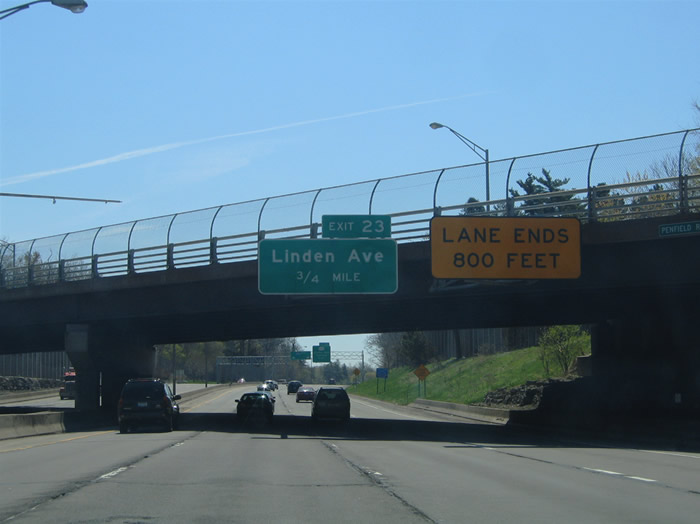 EXIT 23
Linden Ave
3/4 MILE
LANE ENDS
800 FEET
PENFIELD R